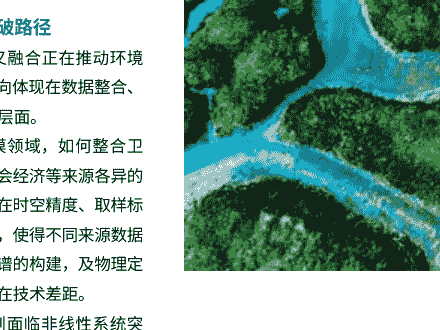 破路径
叉融合正在推动环境
向体现在数据整合、
层面。
模领域，如何整合卫
会经济等来源各异的
在时空精度、取样标
，使得不同来源数据
谱的构建，及物理定
在技术差距。
则面临非线性系统突